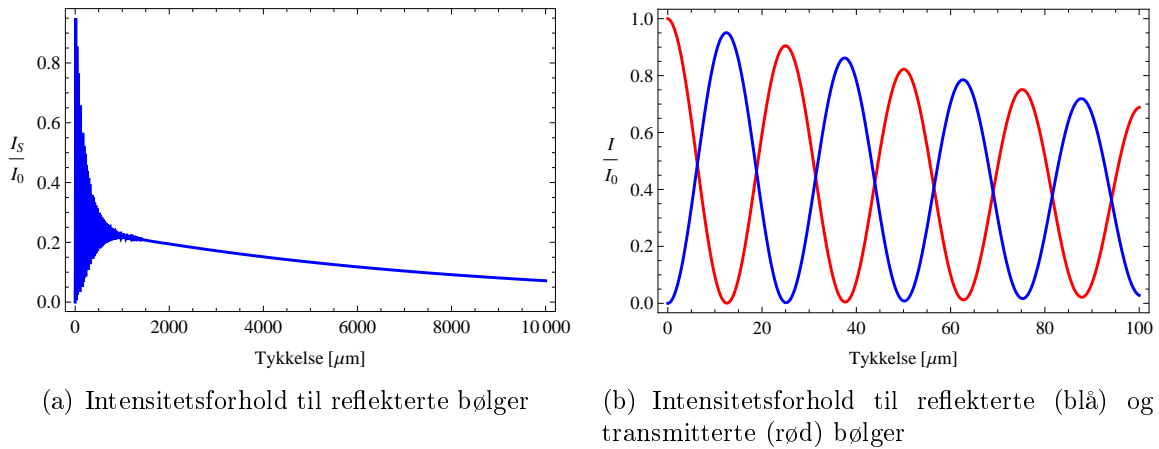 0.8
0.6
I_S
I_0
0.4
0.2
0.0
0 2000 4000 6000 8000 10 000
Tykkelse [μm]
1.0
0.8
0.6
I
I_0
0.4
0.2
0.0
0 20 40 60 80 100
Tykkelse [μm]
(a) Intensitetsforhold til reflekterte bølger
(b) Intensitetsforhold til reflekterte (blå) og
transmitterte (rød) bølger